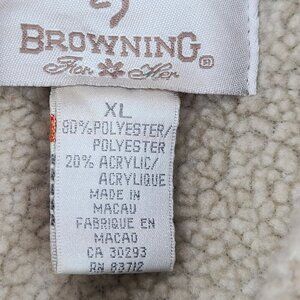 BROWNING
For Her
XL
80% POLYESTER/
POLYESTER
20% ACRYLIC/
ACRYLIQUE
MADE IN
MACAU
FABRIQUE EN
MACAO
CA 30293
RN 83712